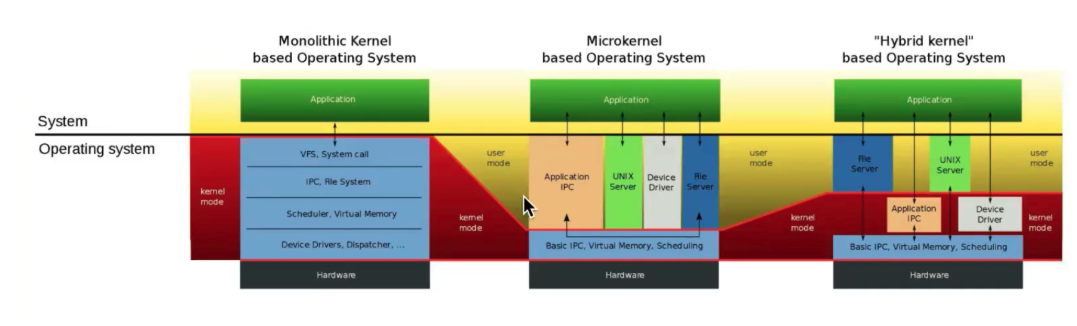 Monolithic Kernel
based Operating System
Microkernel
based Operating System
"Hybrid kernel"
based Operating System
Application
Application
Application
System
Operating system
kernel
mode
VFS, System call
IPC, File System
Scheduler, Virtual Memory
Device Drivers, Dispatcher, ...
Hardware
user
mode
kernel
mode
Application
IPC
UNIX
Server
Device
Driver
File
Server
Basic IPC, Virtual Memory, Scheduling
Hardware
user
mode
kernel
mode
File
Server
UNIX
Server
user
mode
Application
IPC
Device
Driver
kernel
mode
Basic IPC, Virtual Memory, Scheduling
Hardware